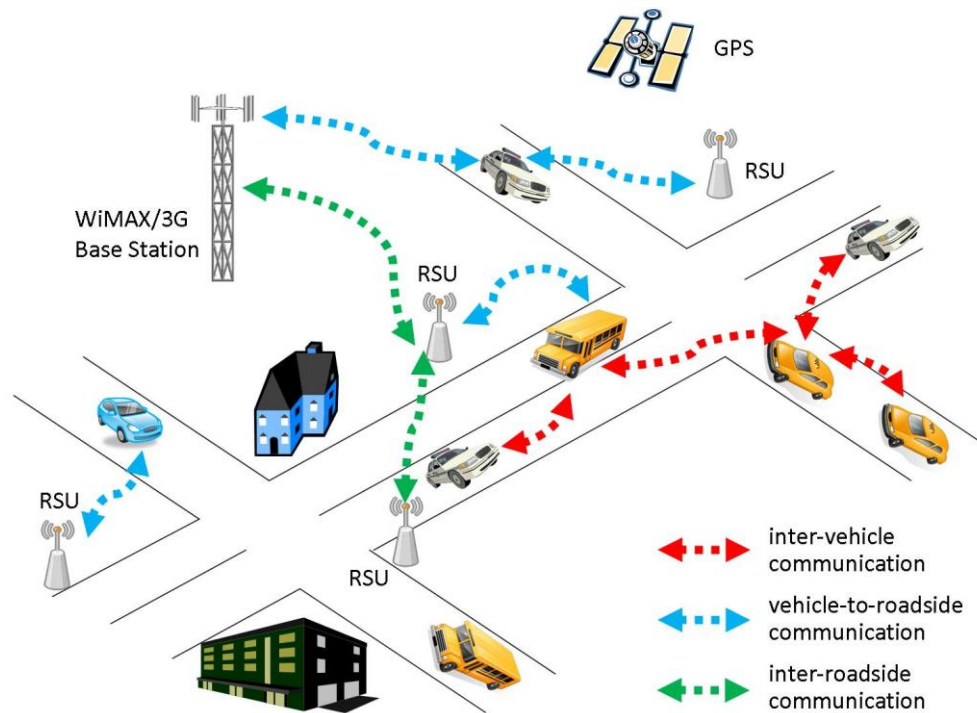 GPS
RSU
WiMAX/3G
Base Station
RSU
RSU
RSU
inter-vehicle
communication
vehicle-to-roadside
communication
inter-roadside
communication